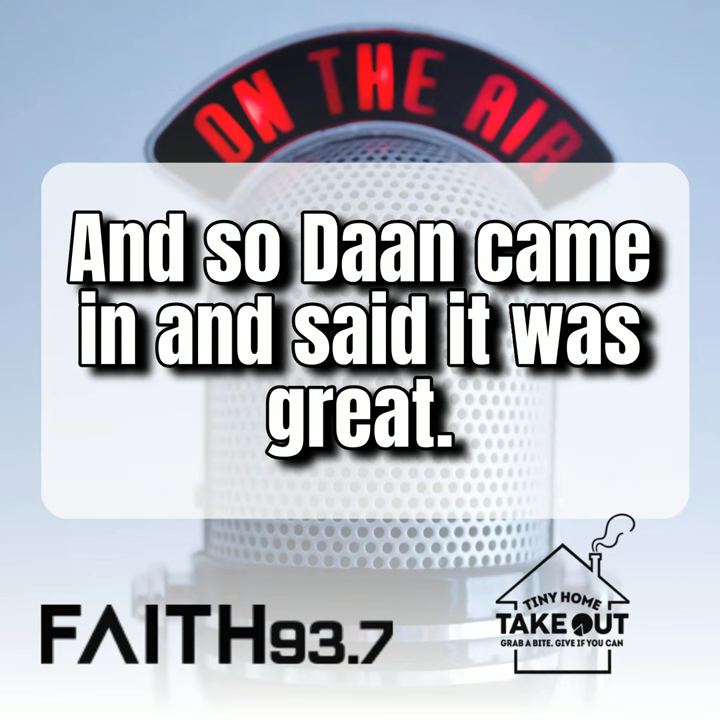 ON THE AIR
And so Daan came
in and said it was
great.
FAITH93.7
TINY HOME
TAKE OUT
GRAB A BITE. GIVE IF YOU CAN